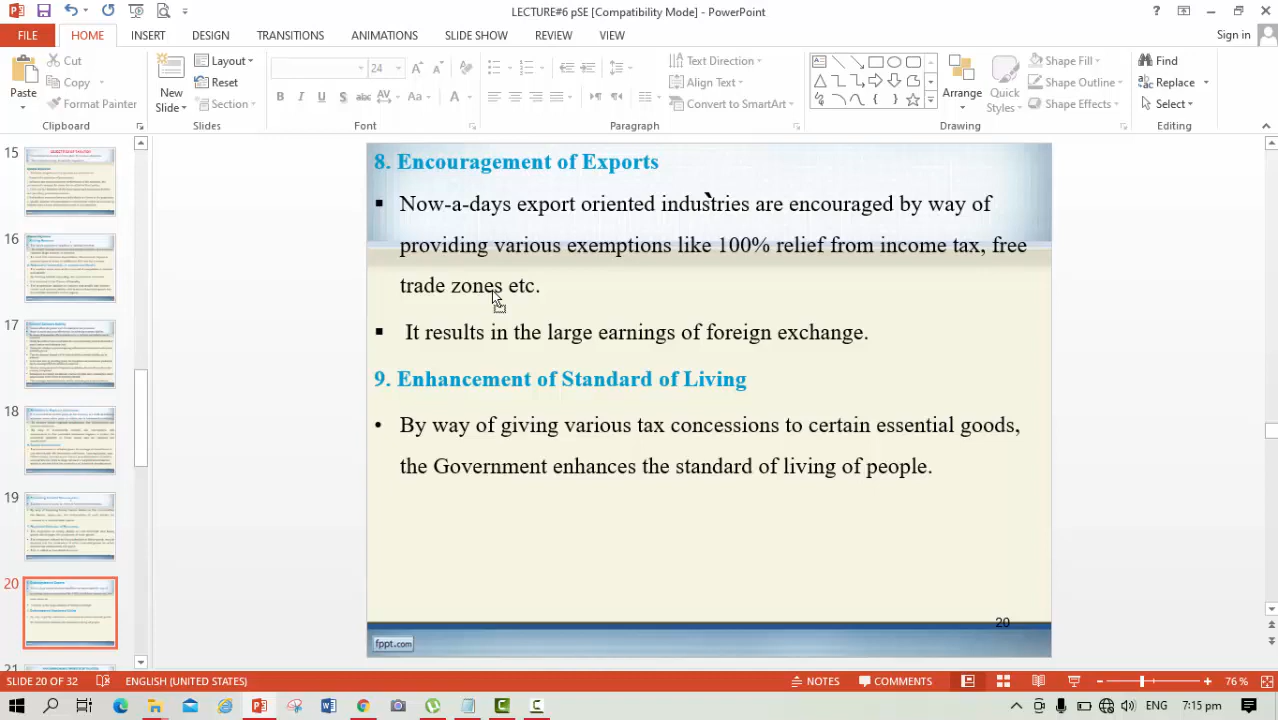 LECTURE#6 pSE [Compatibility Mode] - PowerPoi
FILE
HOME
INSERT
DESIGN
TRANSITIONS
ANIMATIONS
SLIDE SHOW
REVIEW
VIEW
Sign in
Paste
Cut
Copy
Format Painter
Clipboard
New
Slide
Layout
Reset
Section
Slides
24
Font
Text Direction
Align Text
Convert to SmartArt
Paragraph
Arrange
Quick
Styles
Shape Fill
Shape Outline
Shape Effects
Drawing
Find
Replace
Select
Editing
15
16
17
18
19
20
21
8. Encou ment of Exports
Now-a-days export oriented industries are encouraged by way of
exemptions like 100% relief from income tax, free
trade zones etc.
It results in the large earnings of foreign exchange.
9. Enhancement of Standard of Living
By way of giving various tax concessions to certain essential goods,
the Government enhances the standard of living of people.
20
fppt.com
SLIDE 20 OF 32
ENGLISH (UNITED STATES)
NOTES
COMMENTS
76 %
ENG
7:15 pm